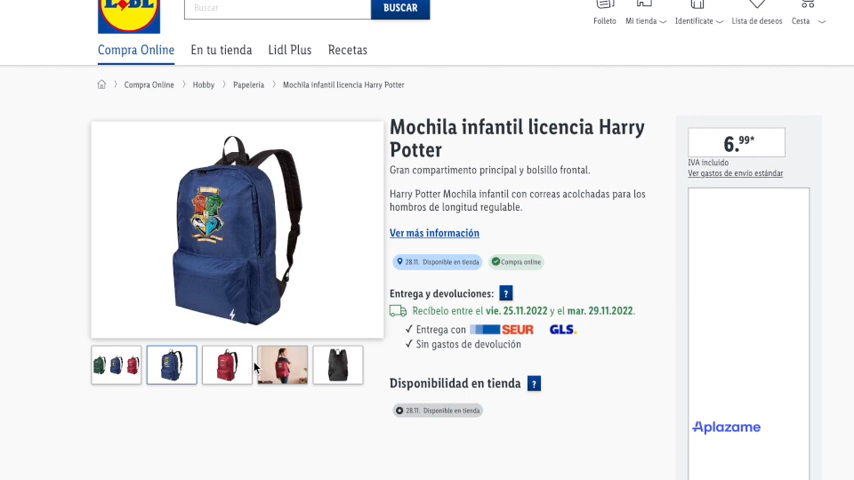 LIDL
Buscar
BUSCAR
Folleto
Mi tienda
Identifícate
Lista de deseos
Cesta
Compra Online
En tu tienda
Lidl Plus
Recetas
Compra Online
Hobby
Papelería
Mochila infantil licencia Harry Potter
Mochila infantil licencia Harry
Potter
Gran compartimento principal y bolsillo frontal.
Harry Potter Mochila infantil con correas acolchadas para los
hombros de longitud regulable.
Ver más información
28.11. Disponible en tienda
Compra online
Entrega y devoluciones: ?
Recíbelo entre el vie. 25.11.2022 y el mar. 29.11.2022.
✓ Entrega con SEUR GLS.
✓ Sin gastos de devolución
Disponibilidad en tienda ?
28.11. Disponible en tienda
6.99*
IVA incluido
Ver gastos de envío estándar
Aplazame